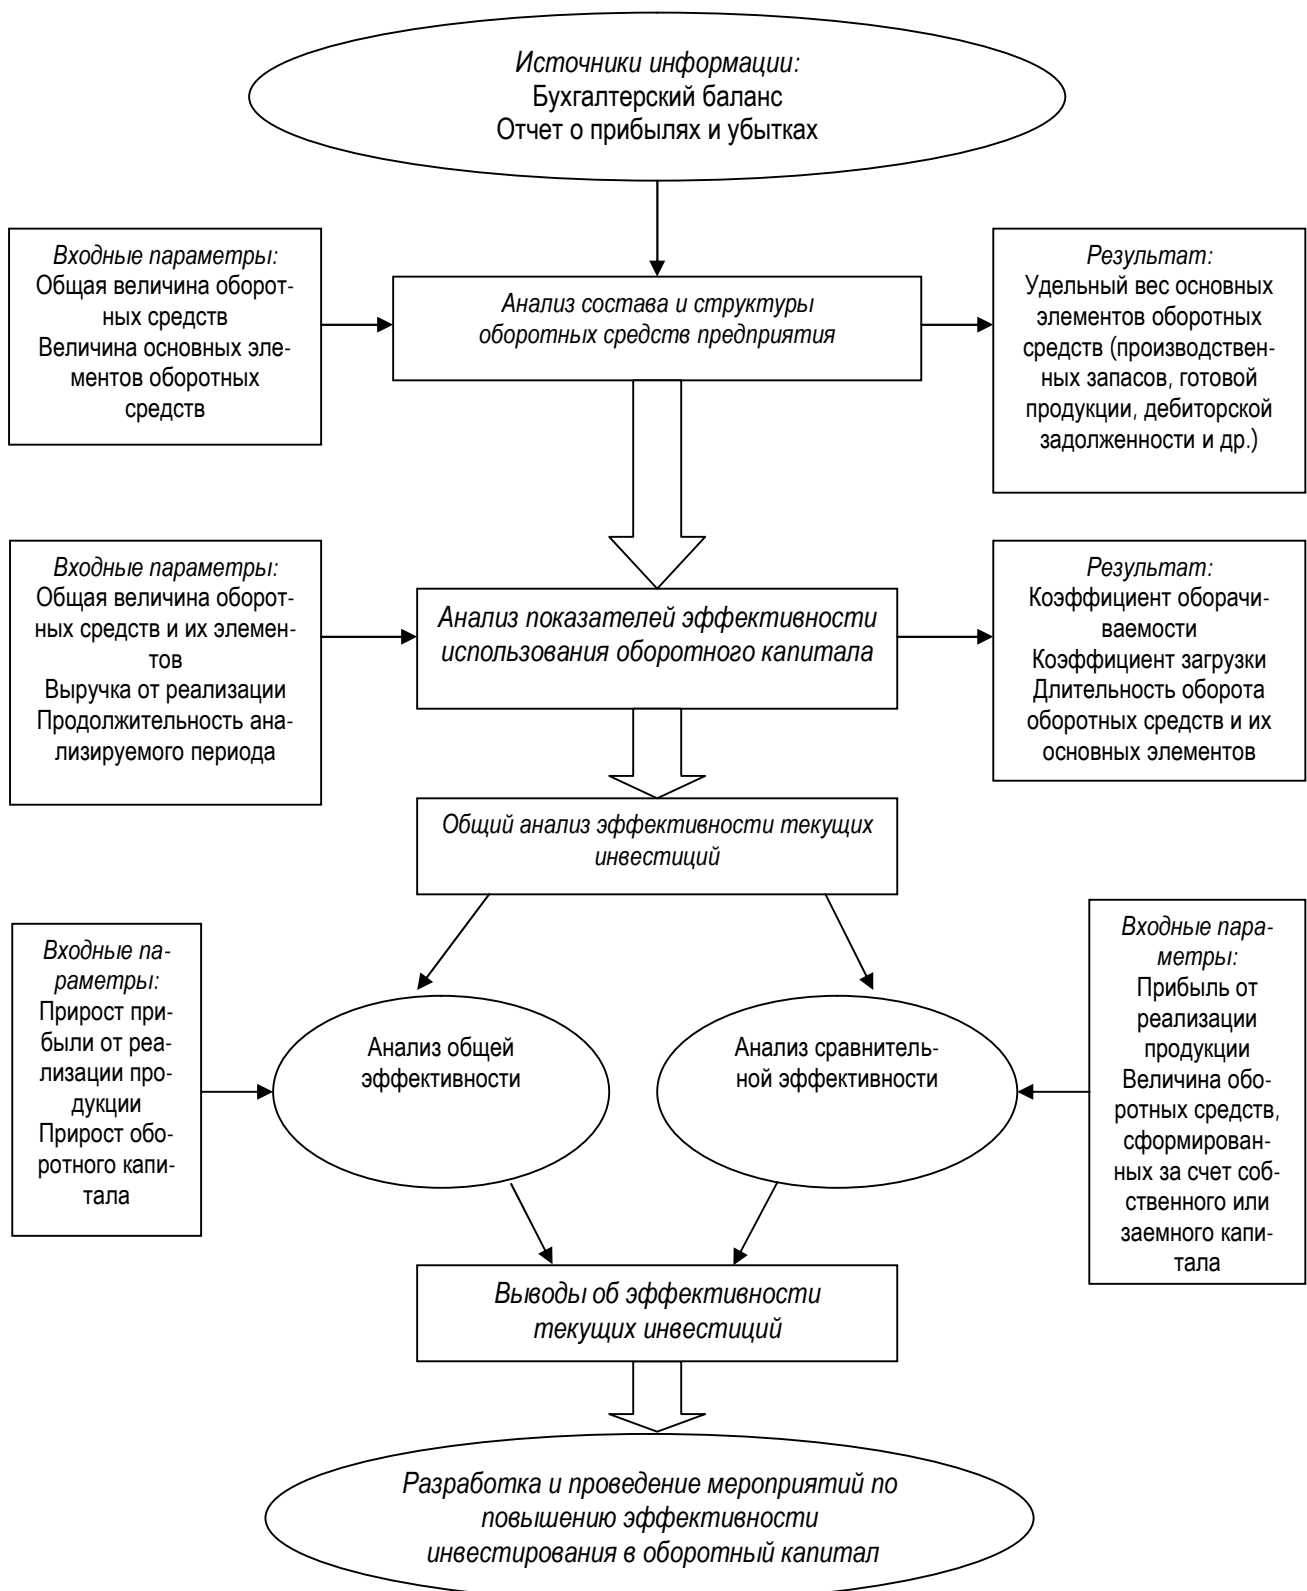 Источники информации:
Бухгалтерский баланс
Отчет о прибылях и убытках
Входные параметры:
Общая величина оборот-
ных средств
Величина основных эле-
ментов оборотных
средств
Анализ состава и структуры
оборотных средств предприятия
Результат:
Удельный вес основных
элементов оборотных
средств (производствен-
ных запасов, готовой
продукции, дебиторской
задолженности и др.)
Входные параметры:
Общая величина оборот-
ных средств и их элемен-
тов
Выручка от реализации
Продолжительность ана-
лизируемого периода
Анализ показателей эффективности
использования оборотного капитала
Результат:
Коэффициент оборачи-
ваемости
Коэффициент загрузки
Длительность оборота
оборотных средств и их
основных элементов
Общий анализ эффективности текущих
инвестиций
Входные па-
раметры:
Прирост при-
были от реа-
лизации про-
дукции
Прирост обо-
ротного капи-
тала
Анализ общей
эффективности
Анализ сравнитель-
ной эффективности
Входные пара-
метры:
Прибыль от
реализации
продукции
Величина обо-
ротных средств,
сформирован-
ных за счет соб-
ственного или
заемного капи-
тала
Выводы об эффективности
текущих инвестиций
Разработка и проведение мероприятий по
повышению эффективности
инвестирования в оборотный капитал